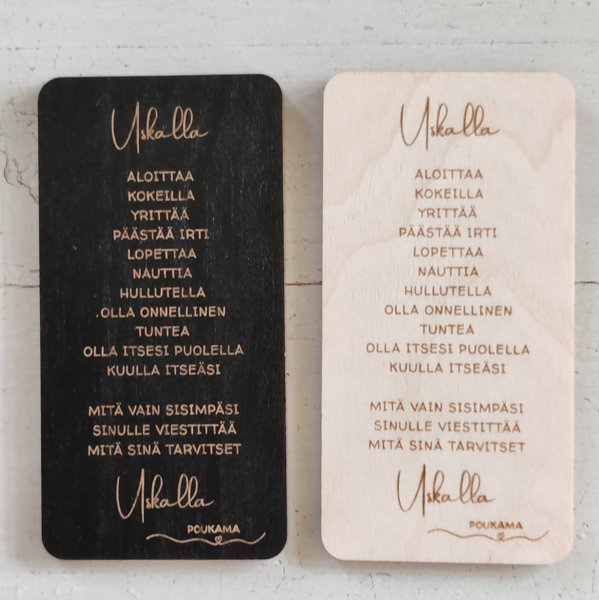 Uskalla
ALOITTAA
KOKEILLA
YRITTÄÄ
PÄÄSTÄÄ IRTI
LOPETTAA
NAUTTIA
HULLUTELLA
.OLLA ONNELLINEN
TUNTEA
OLLA ITSESI PUOLELLA
KUULLA ITSEÄSI
MITÄ VAIN SISIMPÄSI
SINULLE VIESTITTÄÄ
MITÄ SINÄ TARVITSET
Uskalla
POUKAMA
Uskalla
ALOITTAA
KOKEILLA
YRITTÄÄ
PÄÄSTÄÄ IRTI
LOPETTAA
NAUTTIA
HULLUTELLA
OLLA ONNELLINEN
TUNTEA
OLLA ITSESI PUOLELLA
KUULLA ITSEÄSI
MITÄ VAIN SISIMPÄSI
SINULLE VIESTITTÄÄ
MITÄ SINÄ TARVITSET
Uskalla
POUKAMA